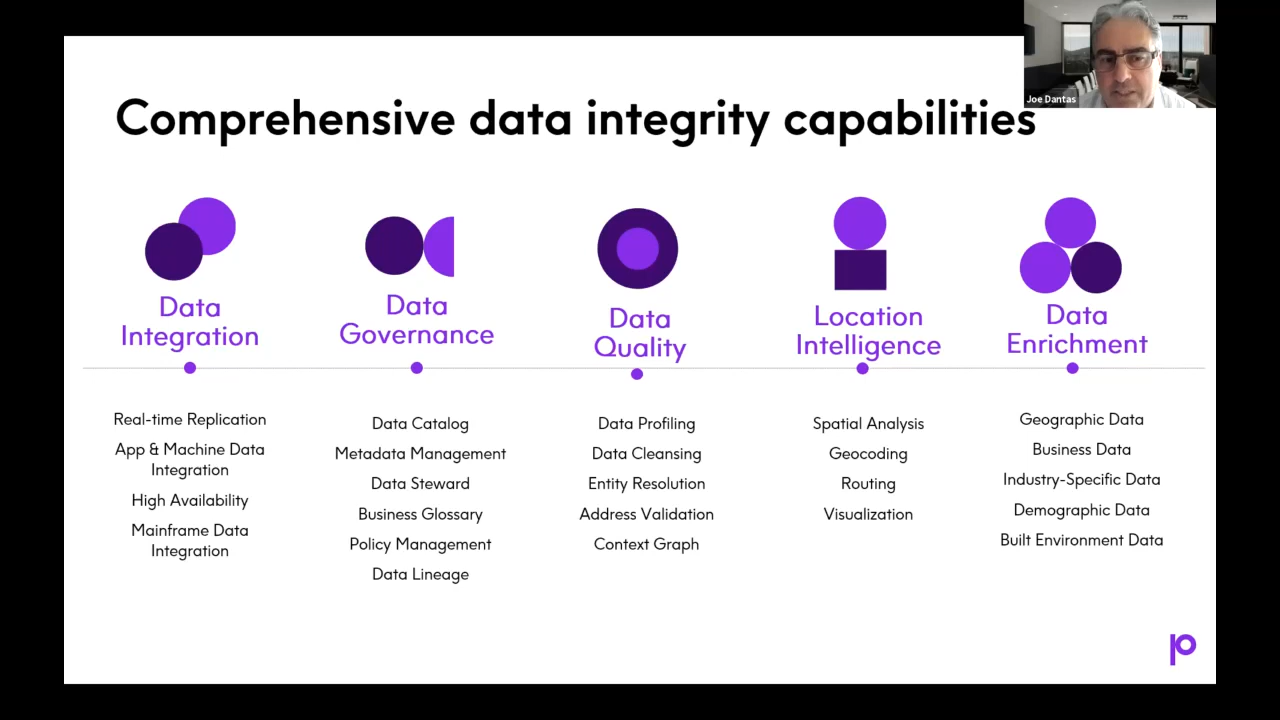 Joe Dantas
Comprehensive data integrity capabilities
Data
Integration
Real-time Replication
App & Machine Data
Integration
High Availability
Mainframe Data
Integration
Data
Governance
Data Catalog
Metadata Management
Data Steward
Business Glossary
Policy Management
Data Lineage
Data
Quality
Data Profiling
Data Cleansing
Entity Resolution
Address Validation
Context Graph
Location
Intelligence
Spatial Analysis
Geocoding
Routing
Visualization
Data
Enrichment
Geographic Data
Business Data
Industry-Specific Data
Demographic Data
Built Environment Data